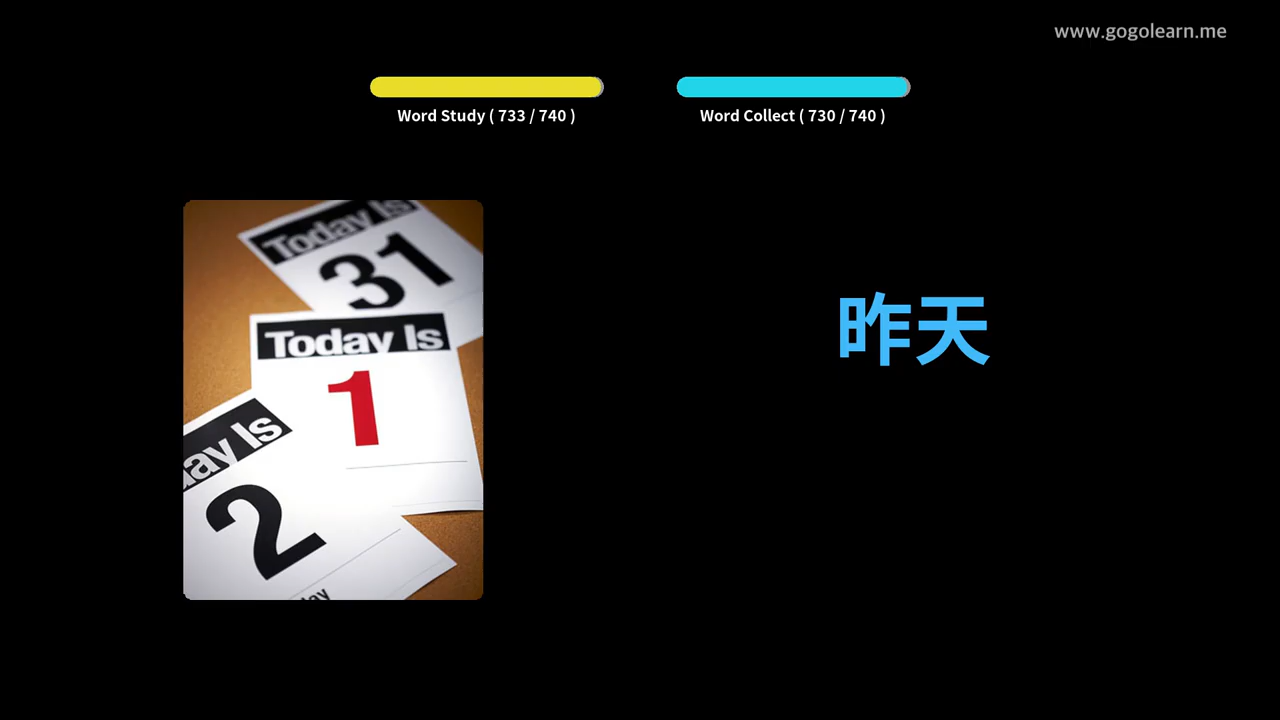 www.gogolearn.me
Word Study ( 733 / 740 )
Word Collect ( 730 / 740 )
Today Is
31
Today Is
1
ay Is
2
昨天